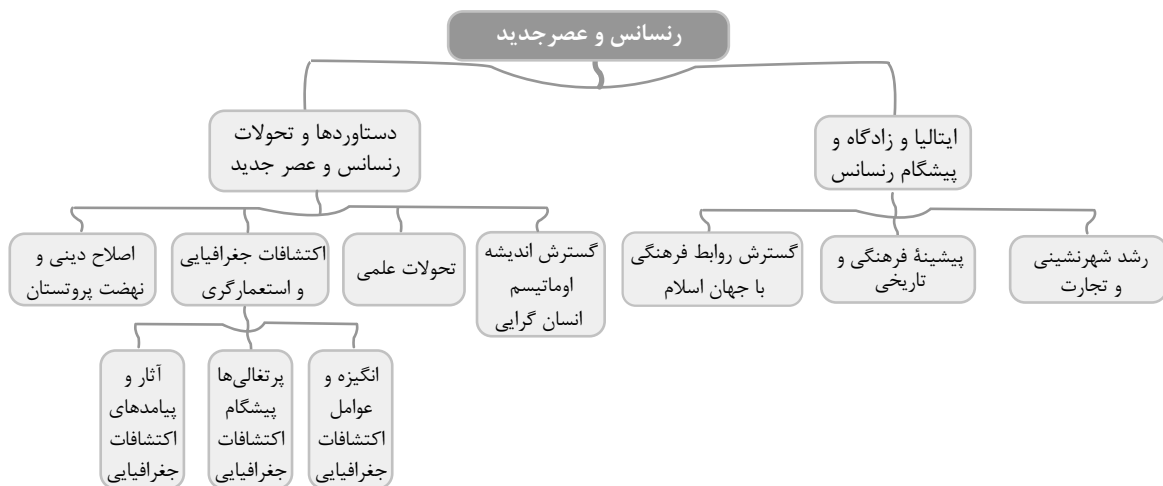 رنسانس و عصرجدید
ایتالیا و زادگاه و
پیشگام رنسانس
دستاوردها و تحولات
رنسانس و عصر جدید
رشد شهرنشینی
و تجارت
پیشینهٔ فرهنگی و
تاریخی
گسترش روابط فرهنگی
با جهان اسلام
گسترش اندیشه
اوماتیسم
انسان گرایی
تحولات علمی
اکتشافات جغرافیایی
و استعمارگری
اصلاح دینی و
نهضت پروتستان
انگیزه و
عوامل
اکتشافات
جغرافیایی
پرتغالی‌ها
پیشگام
اکتشافات
جغرافیایی
آثار و
پیامدهای
اکتشافات
جغرافیایی